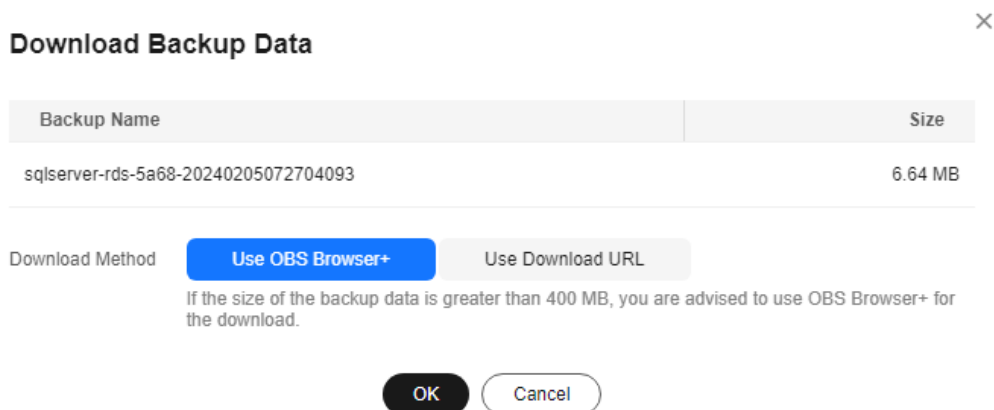 Download Backup Data
Backup Name Size
sqlserver-rds-5a68-20240205072704093 6.64 MB
Download Method Use OBS Browser+ Use Download URL
If the size of the backup data is greater than 400 MB, you are advised to use OBS Browser+ for
the download.
OK Cancel